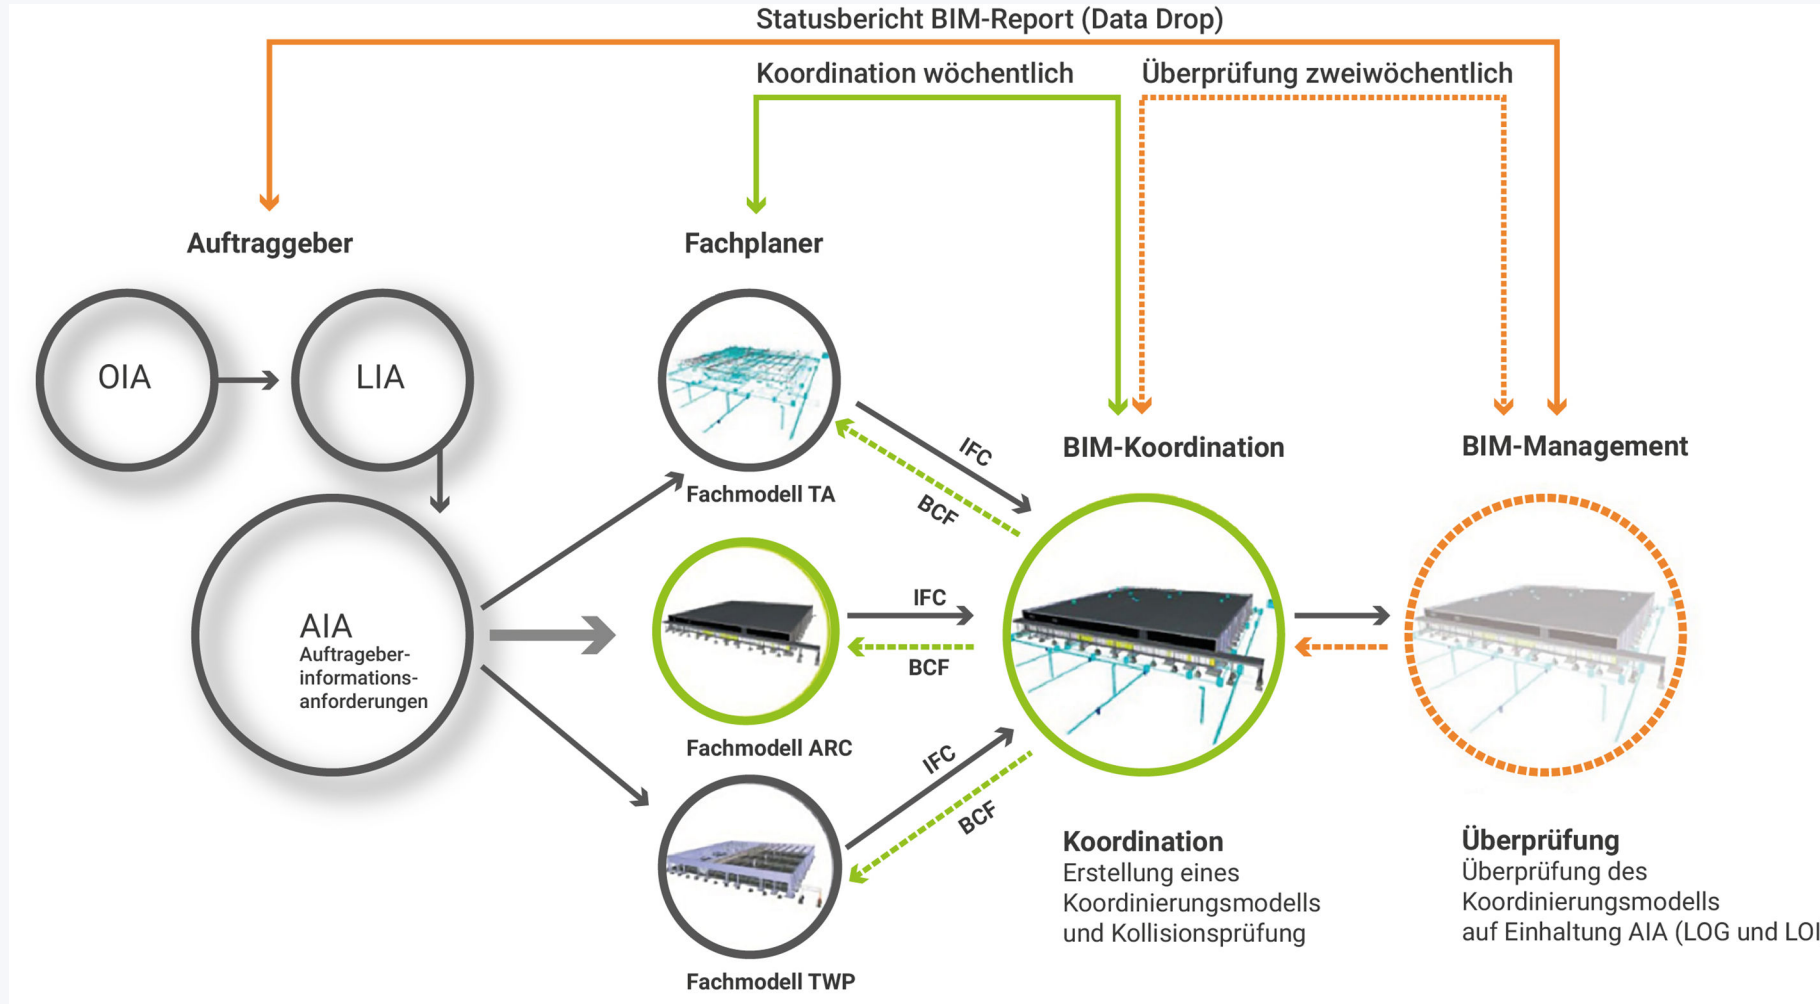 Statusbericht BIM-Report (Data Drop)
Koordination wöchentlich
Überprüfung zweiwöchentlich
Auftraggeber
Fachplaner
OIA
LIA
BIM-Koordination
BIM-Management
IFC
BCF
Fachmodell TA
AIA
Auftrageber-
informations-
anforderungen
IFC
BCF
Fachmodell ARC
IFC
BCF
Fachmodell TWP
Koordination
Erstellung eines
Koordinierungsmodells
und Kollisionsprüfung
Überprüfung
Überprüfung des
Koordinierungsmodells
auf Einhaltung AIA (LOG und LOI